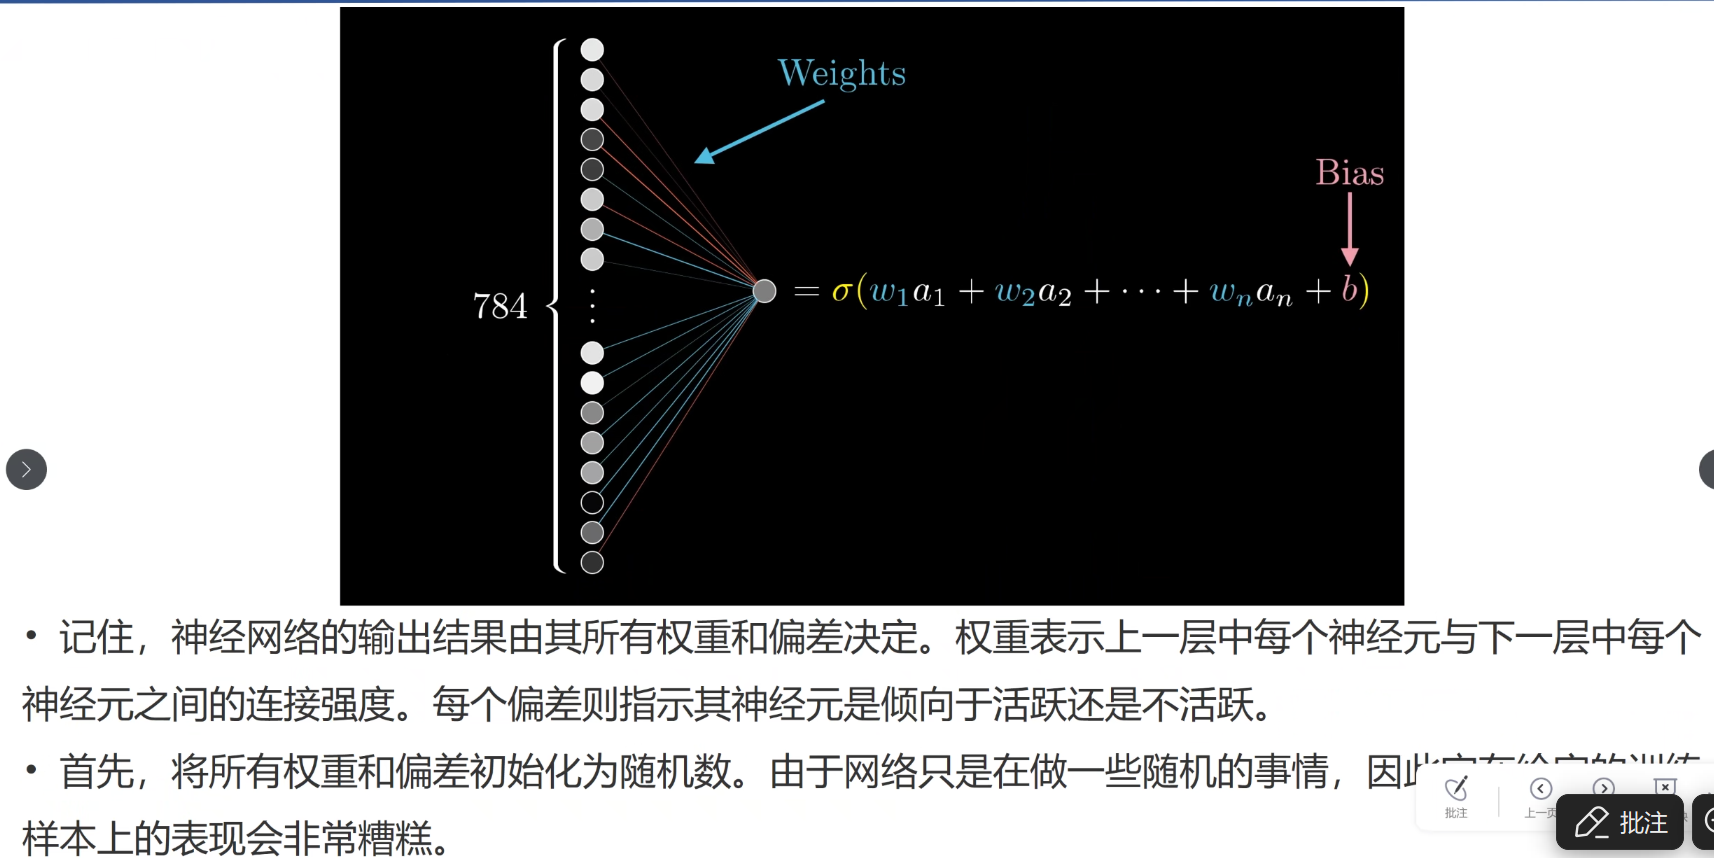 Weights
Bias
784
= σ(w₁a₁ + w₂a₂ + ⋯ + wₙaₙ + b)
• 记住，神经网络的输出结果由其所有权重和偏差决定。权重表示上一层中每个神经元与下一层中每个
神经元之间的连接强度。每个偏差则指示其神经元是倾向于活跃还是不活跃。
• 首先，将所有权重和偏差初始化为随机数。由于网络只是在做一些随机的事情，因此
样本上的表现会非常糟糕。
批注
上一页
批注